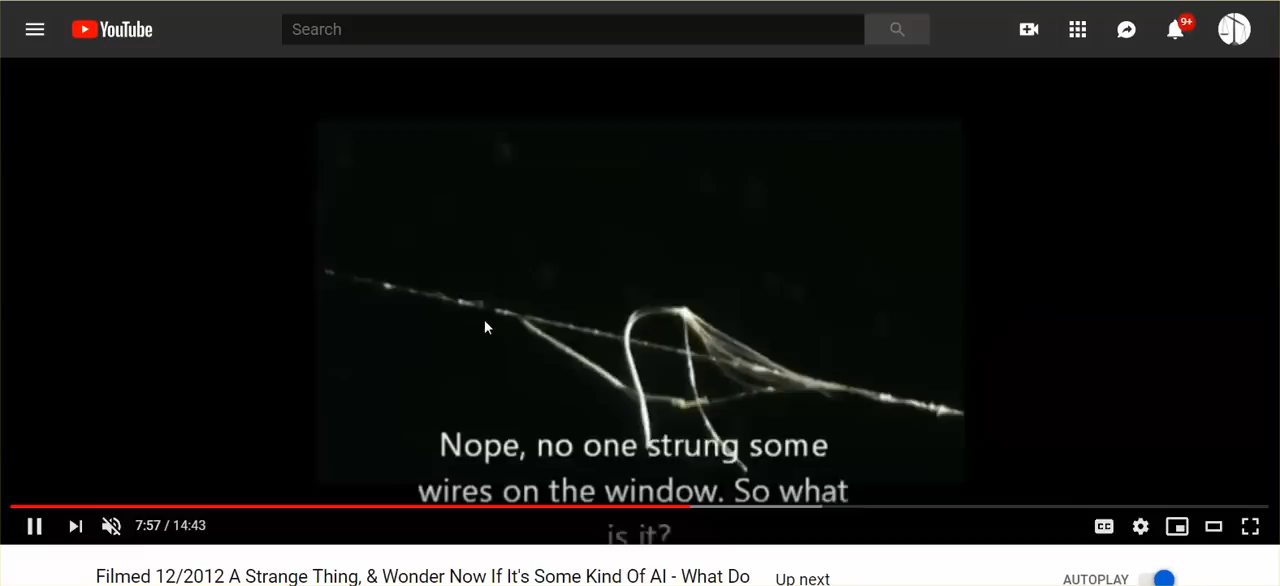 YouTube
Search
9+
Nope, no one strung some
wires on the window. So what
is it?
7:57 / 14:43
CC
Filmed 12/2012 A Strange Thing, & Wonder Now If It's Some Kind Of AI - What Do
Up next
AUTOPLAY